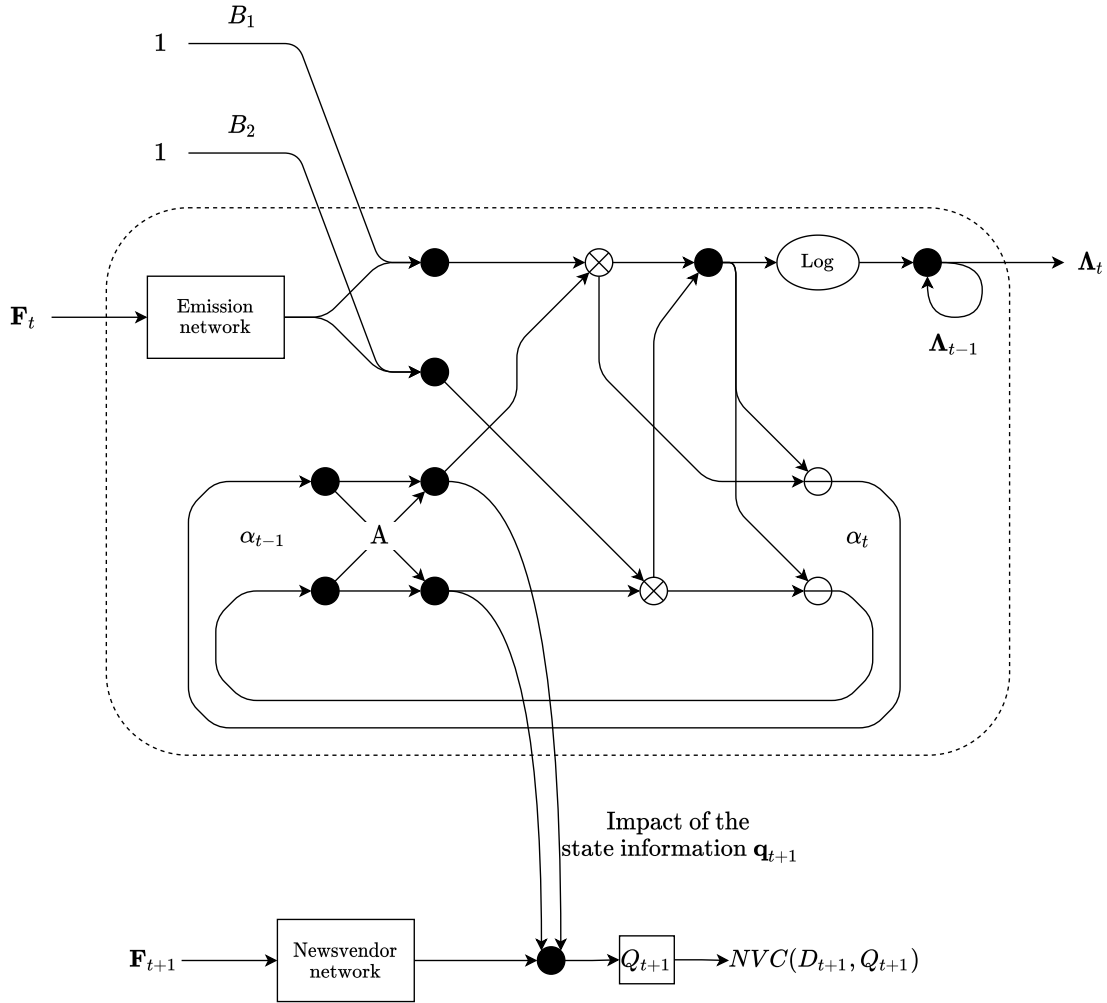 B₁
1
B₂
1
Log
𝚲ₜ
Emission
network
𝐅ₜ
𝚲ₜ₋₁
αₜ₋₁
A
αₜ
Impact of the
state information 𝐪ₜ₊₁
𝐅ₜ₊₁
Newsvendor
network
Qₜ₊₁
NVC(Dₜ₊₁, Qₜ₊₁)